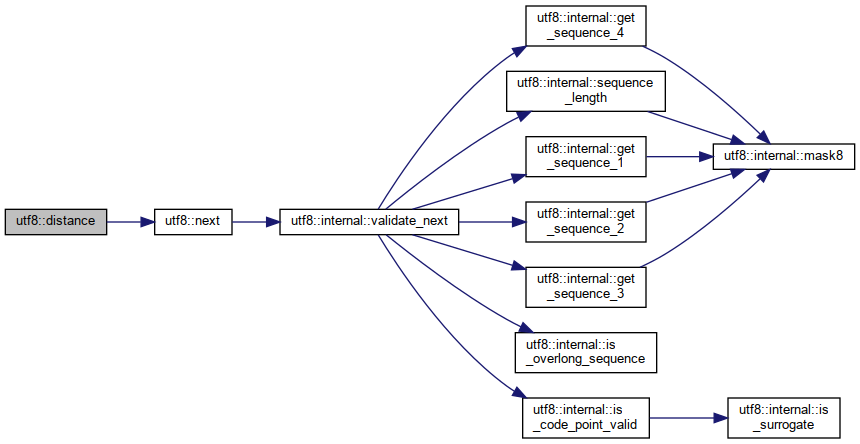 utf8::distance
utf8::next
utf8::internal::validate_next
utf8::internal::get
_sequence_4
utf8::internal::sequence
_length
utf8::internal::get
_sequence_1
utf8::internal::get
_sequence_2
utf8::internal::get
_sequence_3
utf8::internal::is
_overlong_sequence
utf8::internal::is
_code_point_valid
utf8::internal::mask8
utf8::internal::is
_surrogate